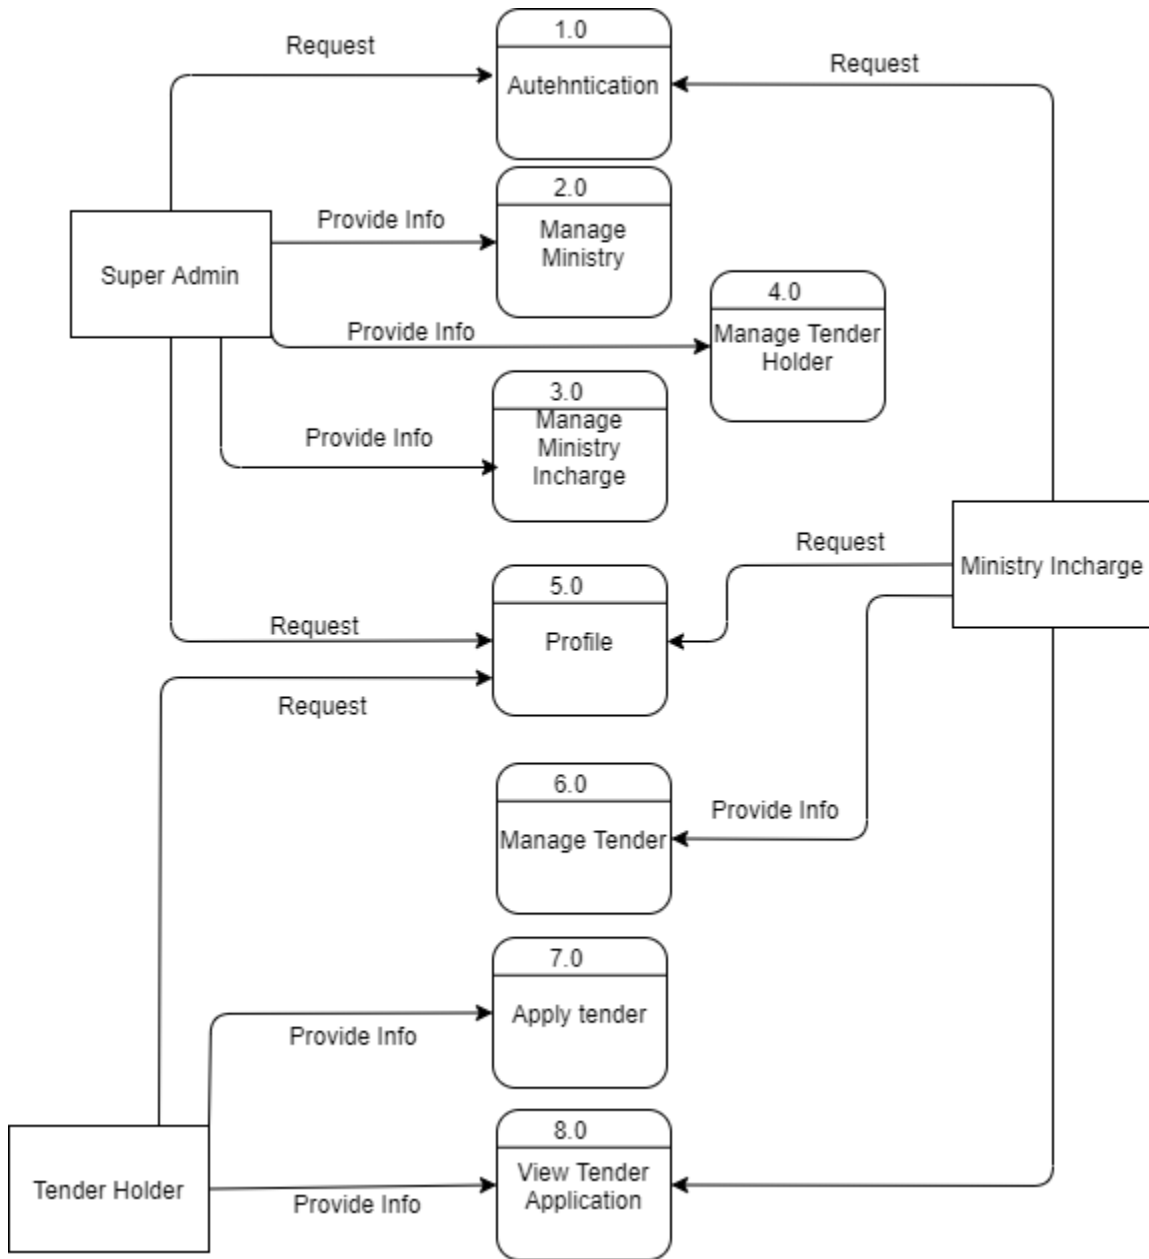 1.0
Request
Request
Autehntication
2.0
Provide Info
Manage
Ministry
Super Admin
4.0
Provide Info
Manage Tender
Holder
3.0
Manage
Provide Info
Ministry
Incharge
Request
Ministry Incharge
5.0
Request
Profile
Request
6.0
Provide Info
Manage Tender
7.0
Apply tender
Provide Info
8.0
View Tender
Application
Tender Holder
Provide Info